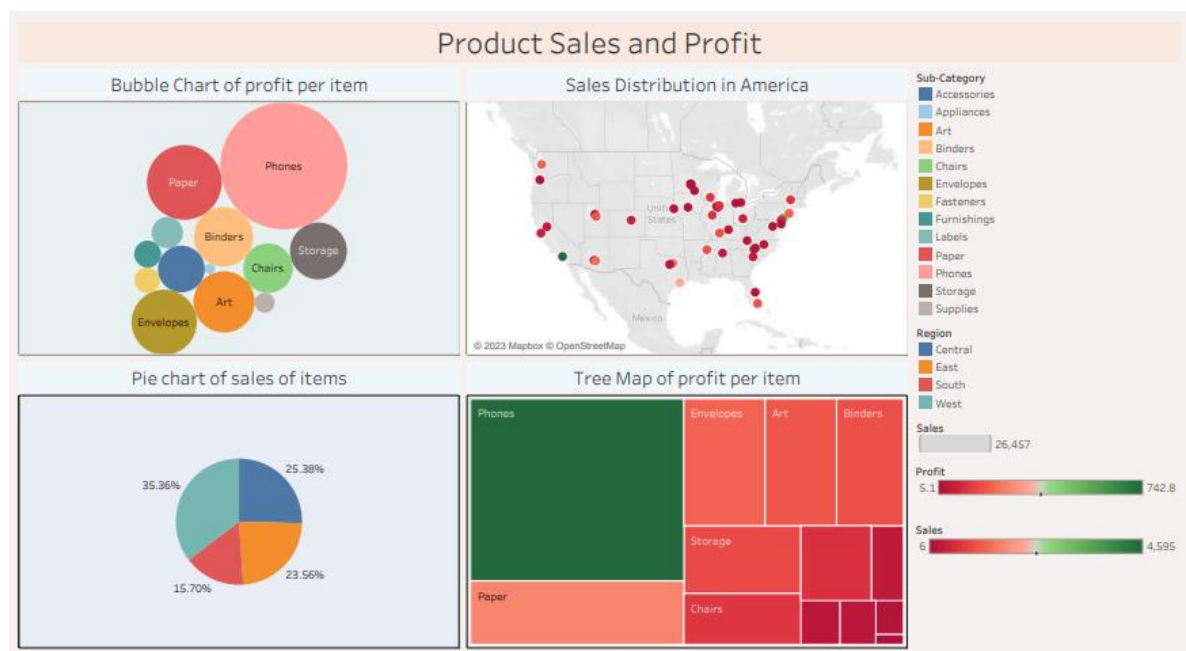 Product Sales and Profit
Bubble Chart of profit per item
Phones
Paper
Binders
Storage
Chairs
Art
Envelopes
Sales Distribution in America
United
States
Mexico
© 2023 Mapbox © OpenStreetMap
Pie chart of sales of items
25.38%
35.36%
23.56%
15.70%
Tree Map of profit per item
Phones
Envelopes
Art
Binders
Storage
Paper
Chairs
Sub-Category
Accessories
Appliances
Art
Binders
Chairs
Envelopes
Fasteners
Furnishings
Labels
Paper
Phones
Storage
Supplies
Region
Central
East
South
West
Sales
26,457
Profit
5.1
742.8
Sales
6
4,595